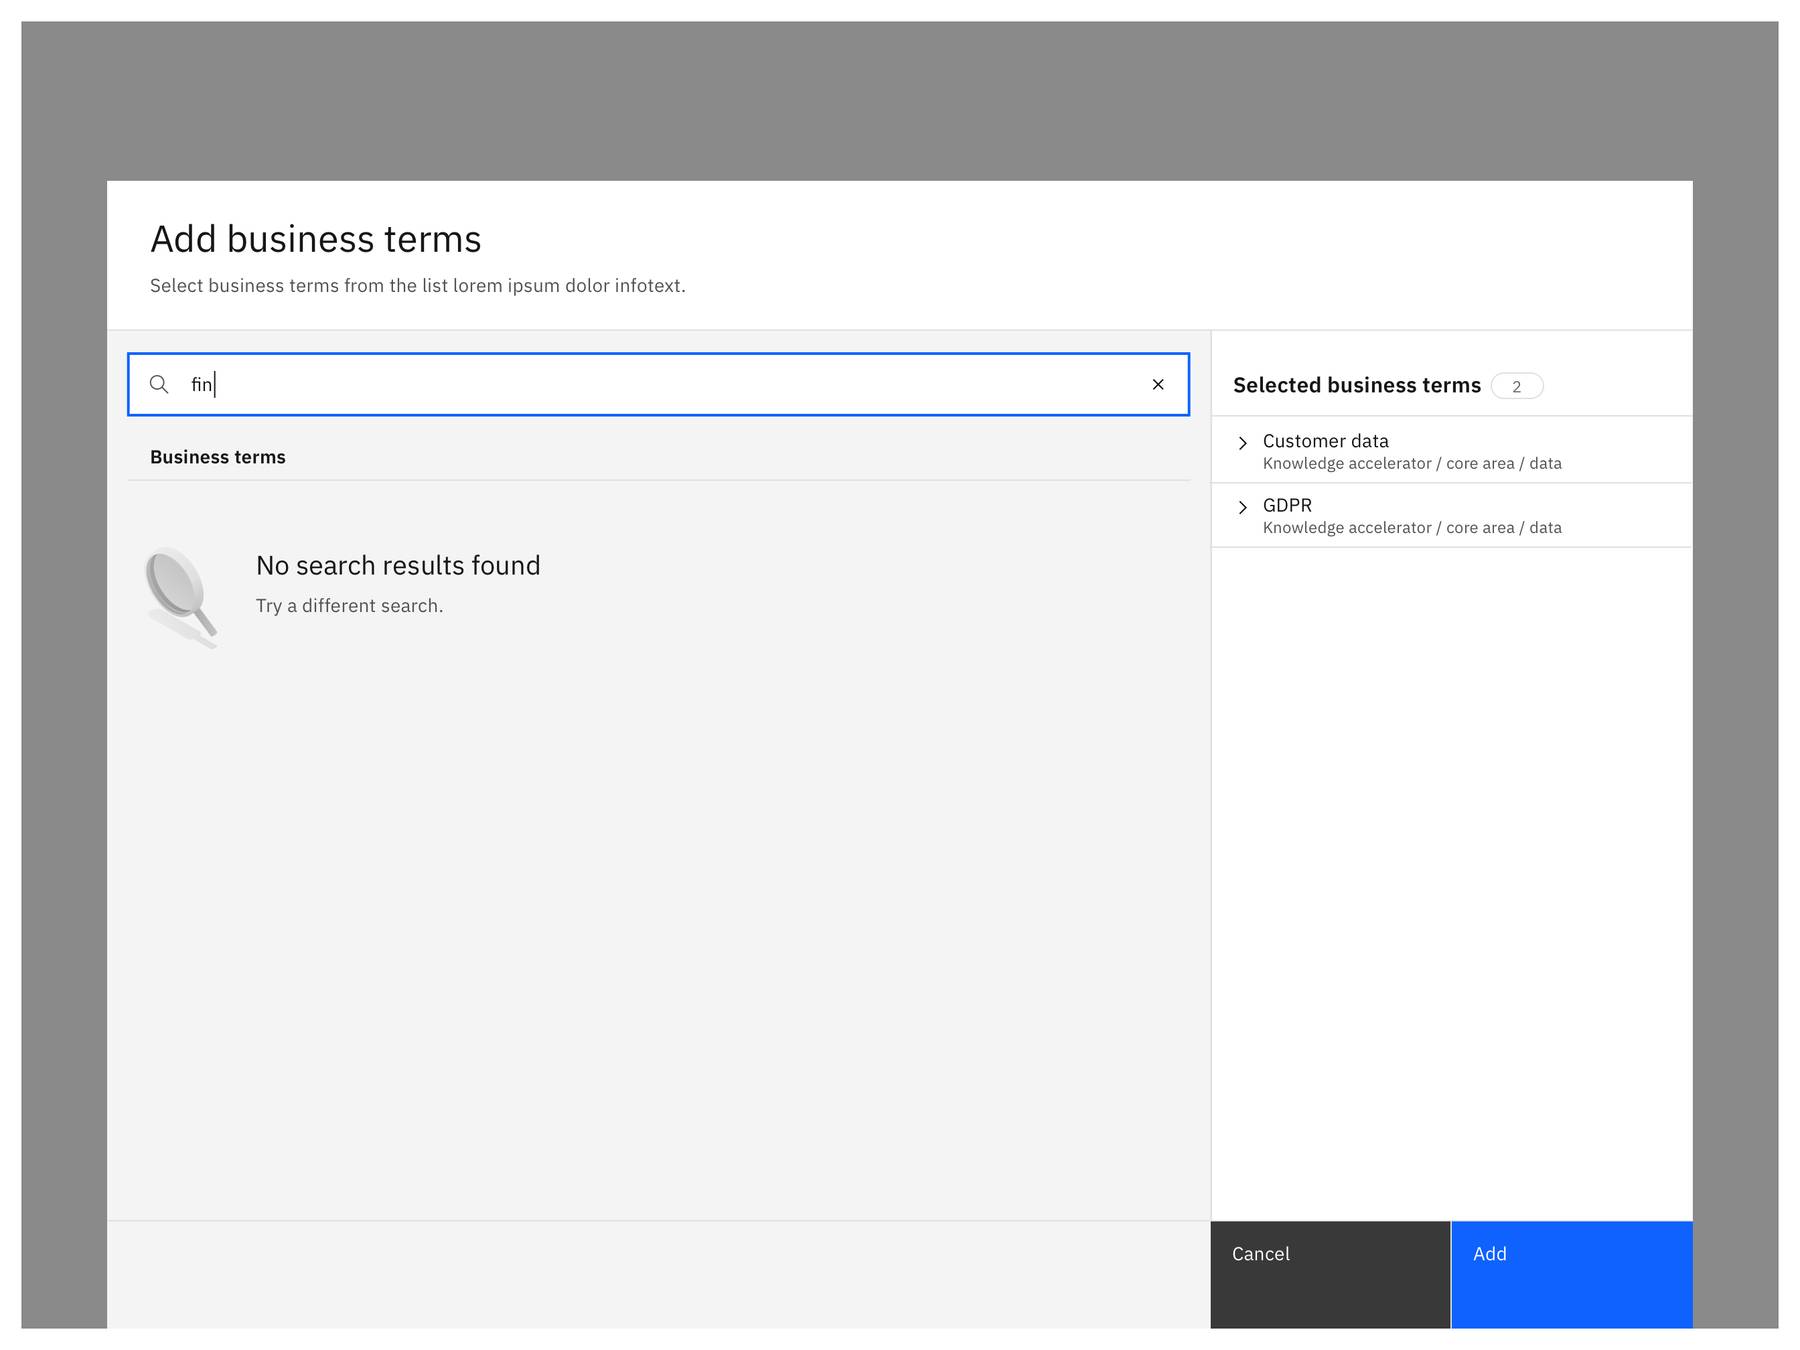 Add business terms
Select business terms from the list lorem ipsum dolor infotext.
fin
Business terms
No search results found
Try a different search.
Selected business terms 2
Customer data
Knowledge accelerator / core area / data
GDPR
Knowledge accelerator / core area / data
Cancel
Add